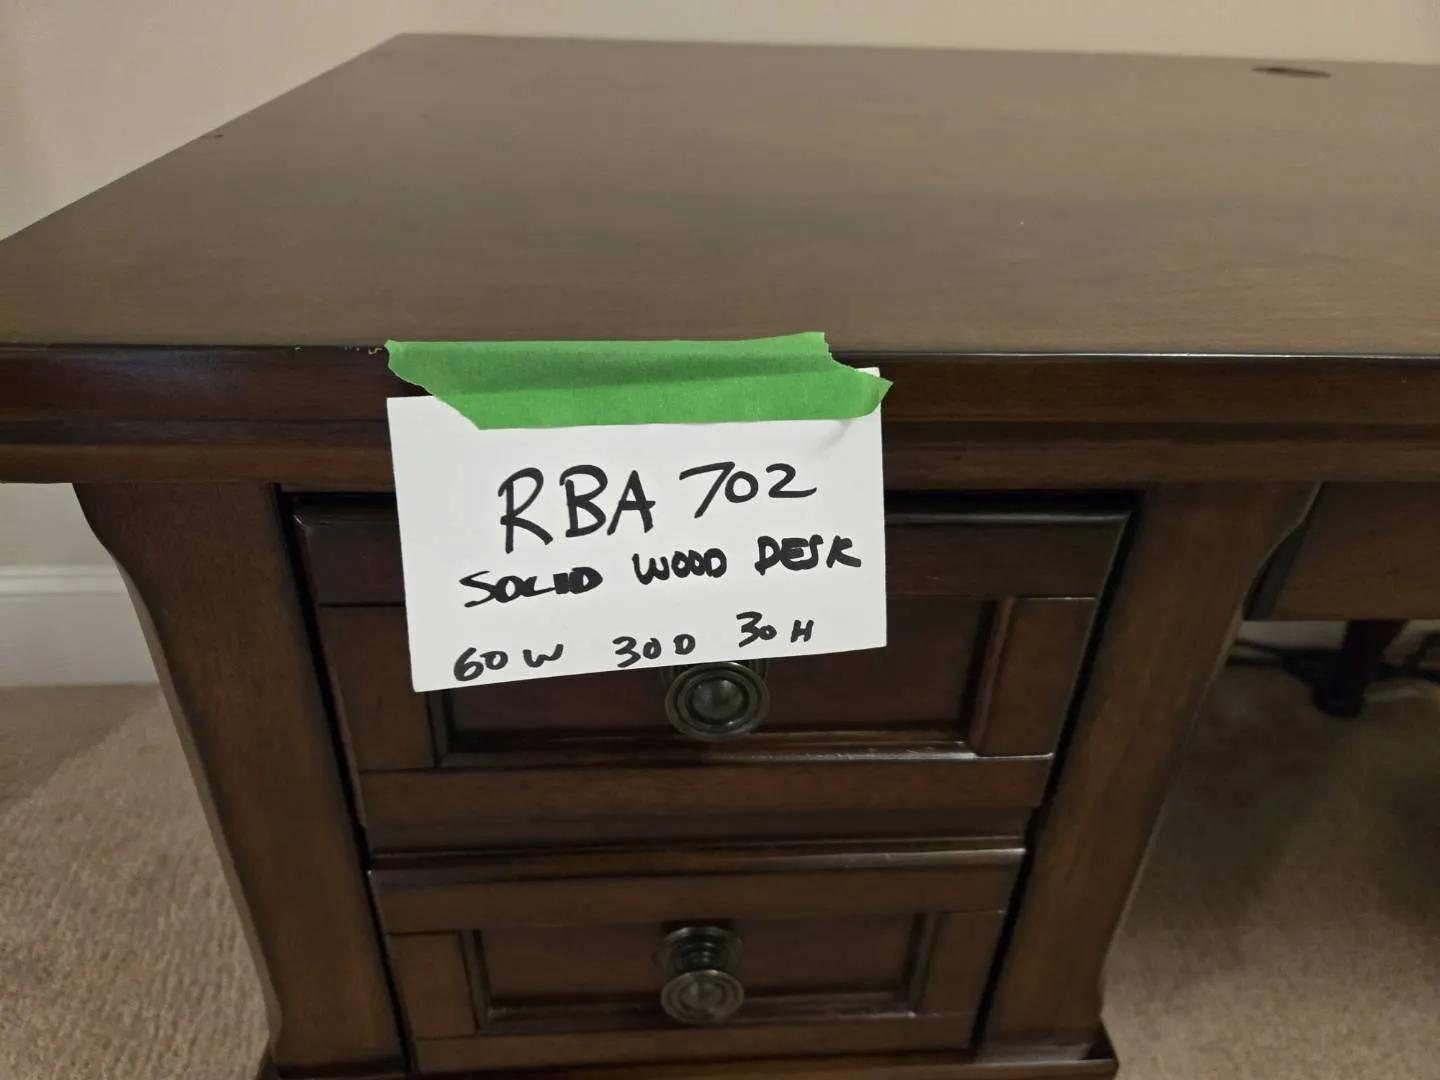 RBA 702
SOLID WOOD DESK
60 W 30 D 30 H